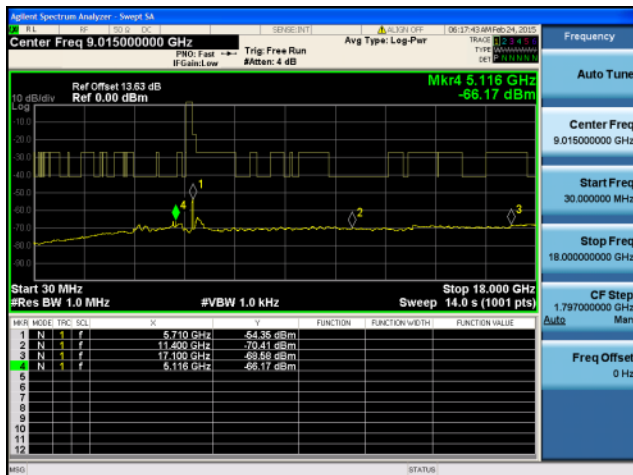 Agilent Spectrum Analyzer - Swept SA
RL RF 50 Ω DC SENSE:INT ALIGN OFF 06:17:43 AM Feb 24, 2015
Center Freq 9.015000000 GHz
PNO: Fast
IFGain:Low
Trig: Free Run
#Atten: 4 dB
Avg Type: Log-Pwr
TRACE 1 2 3 4 5 6
TYPE
DET P N N N N N
Mkr4 5.116 GHz
-66.17 dBm
Ref Offset 13.63 dB
Ref 0.00 dBm
10 dB/div
Log
-10.0
-20.0
-30.0
-40.0
-50.0
-60.0
-70.0
-80.0
-90.0
1
4
2
3
Start 30 MHz
Stop 18.000 GHz
#Res BW 1.0 MHz #VBW 1.0 kHz Sweep 14.0 s (1001 pts)
MKR MODE TRC SCL X Y FUNCTION FUNCTION WIDTH FUNCTION VALUE
1 N 1 f 5.710 GHz -54.35 dBm
2 N 1 f 11.400 GHz -70.41 dBm
3 N 1 f 17.100 GHz -68.58 dBm
4 N 1 f 5.116 GHz -66.17 dBm
5
6
7
8
9
10
11
12
MSG STATUS
Frequency
Auto Tune
Center Freq
9.015000000 GHz
Start Freq
30.000000 MHz
Stop Freq
18.000000000 GHz
CF Step
1.797000000 GHz
Auto Man
Freq Offset
0 Hz